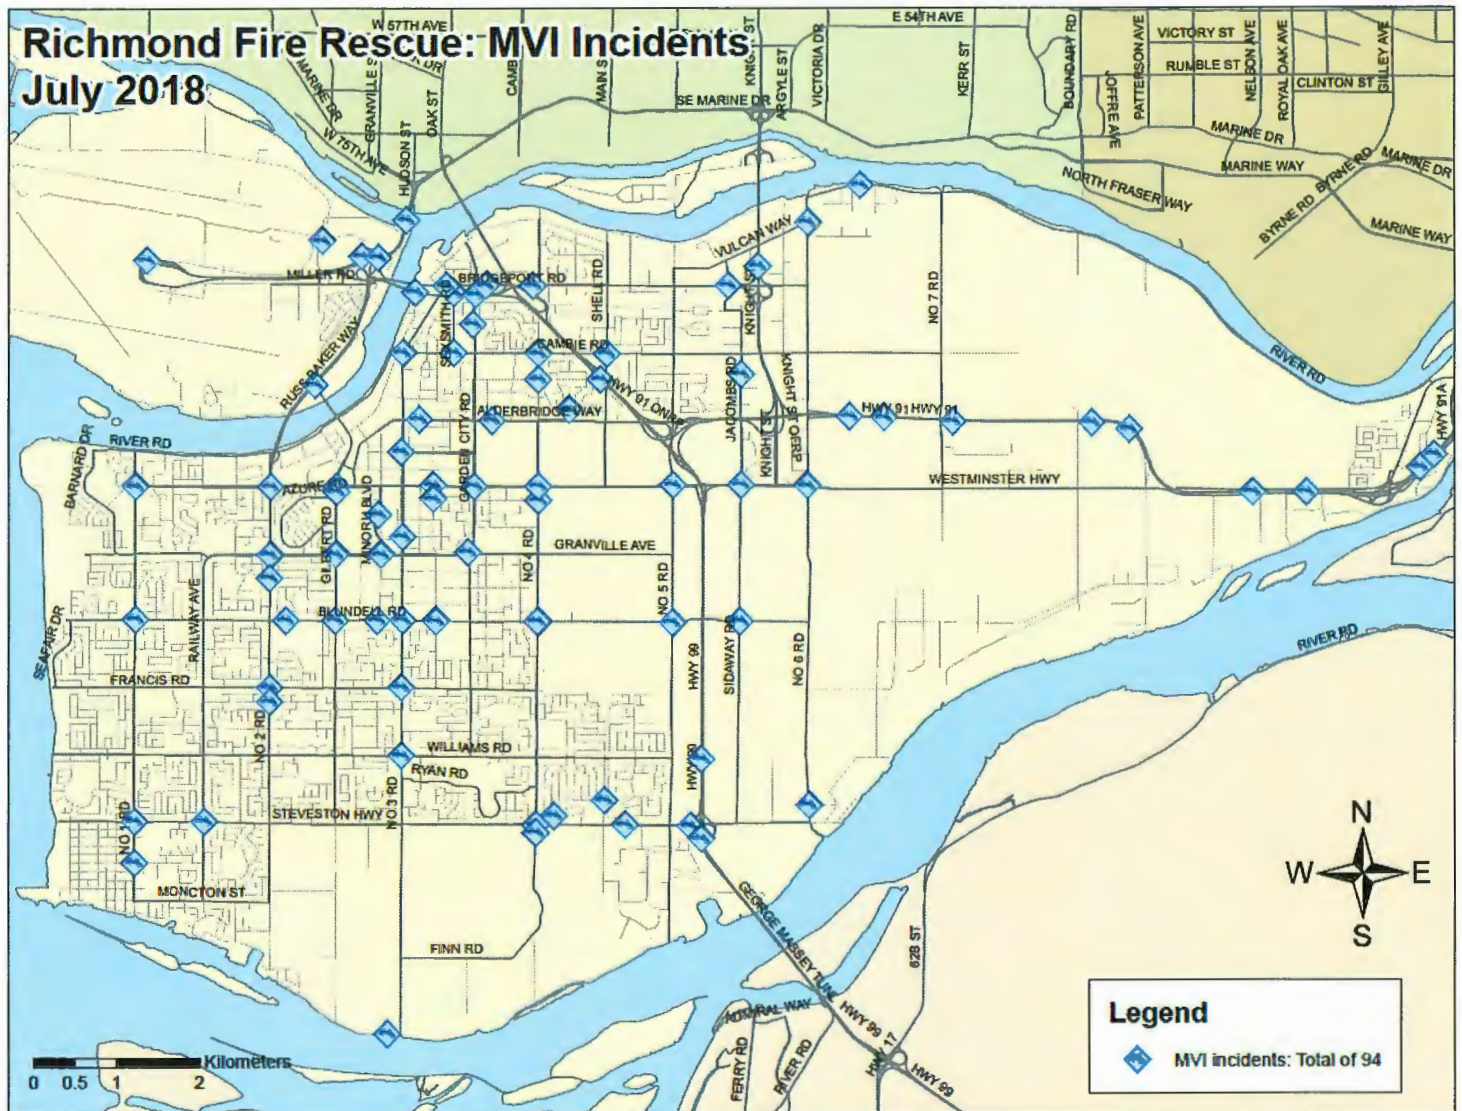 Richmond Fire Rescue: MVI Incidents
July 2018
W 57TH AVE
E 54TH AVE
VICTORY ST
RUMBLE ST
CLINTON ST
MARINE DR
GRANVILLE S
DR
OAK ST
CAMB
MAIN S
KNIGHT ST
ARGYLE ST
VICTORIA DR
KERR ST
BOUNDARY RD
JOFFRE AVE
PATTERSON AVE
NELSON AVE
ROYAL OAK AVE
GILLEY AVE
SE MARINE DR
W 75TH AVE
HUDSON ST
MARINE DR
MARINE WAY
MARINE DR
NORTH FRASER WAY
BYRNE RD
BYRNE RD
MARINE WAY
VULCAN WAY
MILLER RD
BRIDGEPORT RD
SEXSMITH RD
SHELL RD
KNIGHT ST
NO 7 RD
CAMBIE RD
RUSS BAKER WAY
HWY 91 ONRP
JACOMBS RD
KNIGHT ST OFFRP
RIVER RD
HWY 91A
ALDERBRIDGE WAY
GARDEN CITY RD
KNIGHT ST
HWY 91
HWY 91
RIVER RD
BARNARD DR
AZURE RD
WESTMINSTER HWY
GILBERT RD
MINORU BLVD
NO 4 RD
GRANVILLE AVE
NO 5 RD
RAILWAY AVE
SEAFAIR DR
BLUNDELL RD
HWY 99
SIDAWAY RD
NO 6 RD
RIVER RD
FRANCIS RD
NO 2 RD
WILLIAMS RD
RYAN RD
HWY 99
NO 1 RD
STEVESTON HWY
NO 3 RD
MONCTON ST
FINN RD
GEORGE MASSEY TUNL
62B ST
ADMIRAL WAY
HWY 99
FERRY RD
RIVER RD
HWY 17
HWY 99
N
W E
S
Legend
MVI incidents: Total of 94
Kilometers
0 0.5 1 2